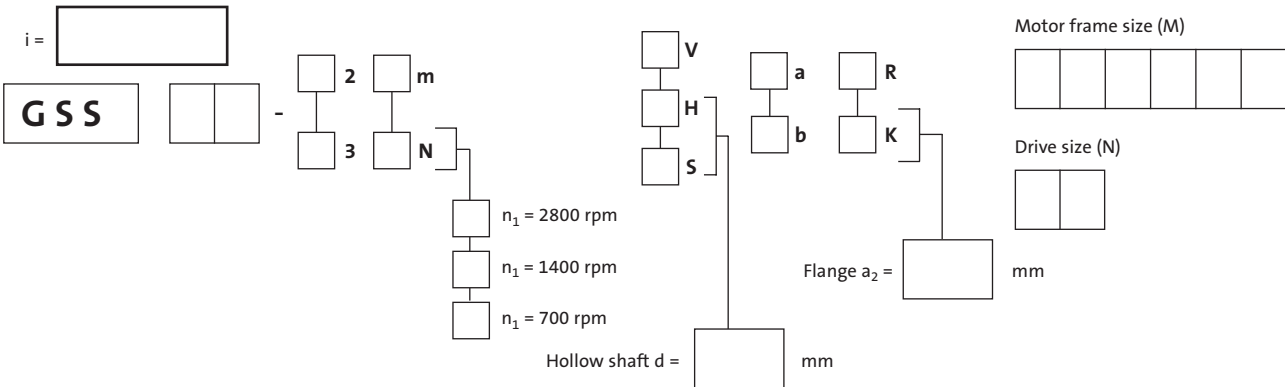 Motor frame size (M)
i =
V
2 m
a R
G S S
-
H
3 N
b K
Drive size (N)
S
n₁ = 2800 rpm
n₁ = 1400 rpm
Flange a₂ = mm
n₁ = 700 rpm
Hollow shaft d = mm